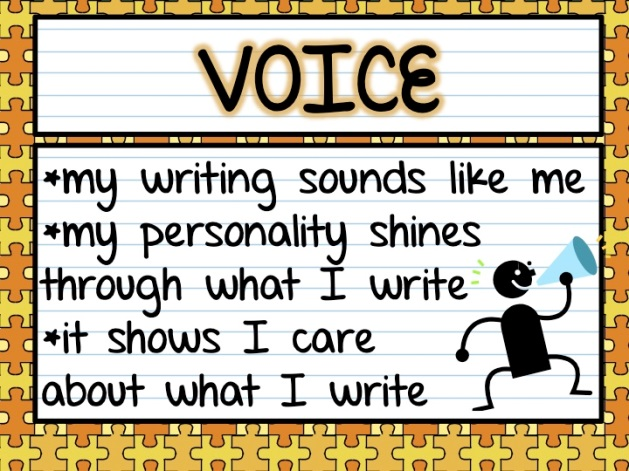 VOICE
*my writing sounds like me
*my personality shines
through what I write
*it shows I care
about what I write